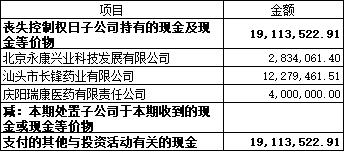 项目 金额
丧失控制权日子公司持有的现金及现
金等价物 19,113,522.91
北京永康兴业科技发展有限公司 2,834,061.40
汕头市长锋药业有限公司 12,279,461.51
庆阳瑞康医药有限责任公司 4,000,000.00
减：本期处置子公司于本期收到的现
金或现金等价物
支付的其他与投资活动有关的现金 19,113,522.91